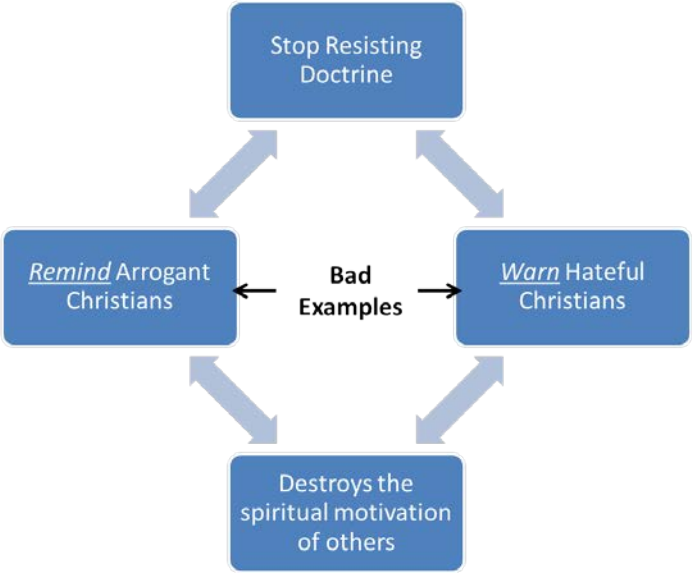 Stop Resisting
Doctrine
Remind Arrogant
Christians
Bad
Examples
Warn Hateful
Christians
Destroys the
spiritual motivation
of others